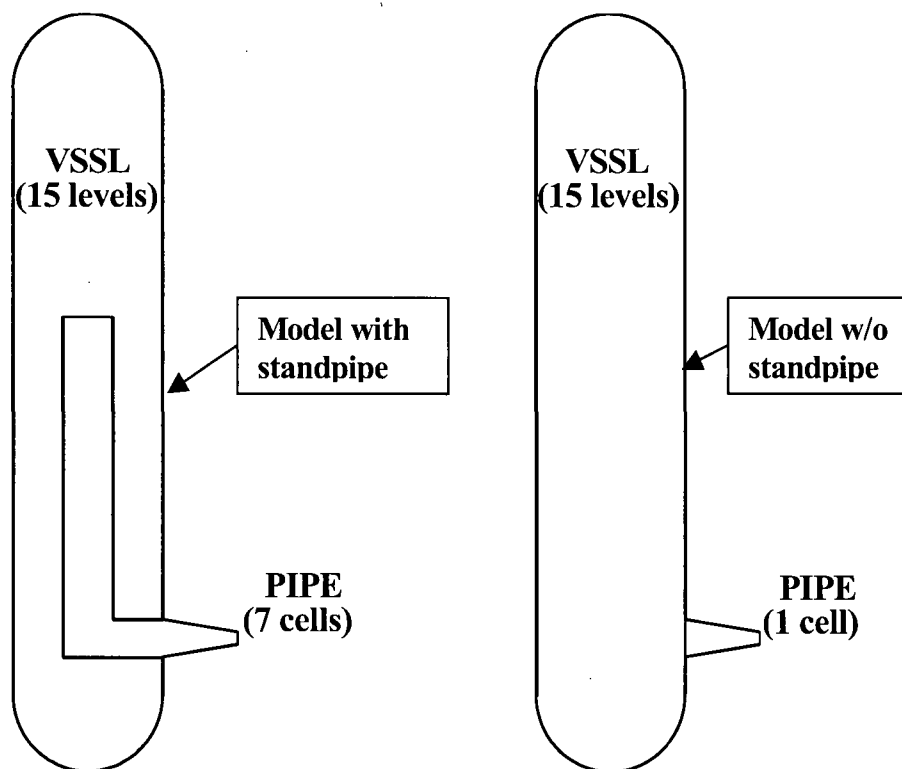 VSSL
(15 levels)
Model with
standpipe
PIPE
(7 cells)
VSSL
(15 levels)
Model w/o
standpipe
PIPE
(1 cell)